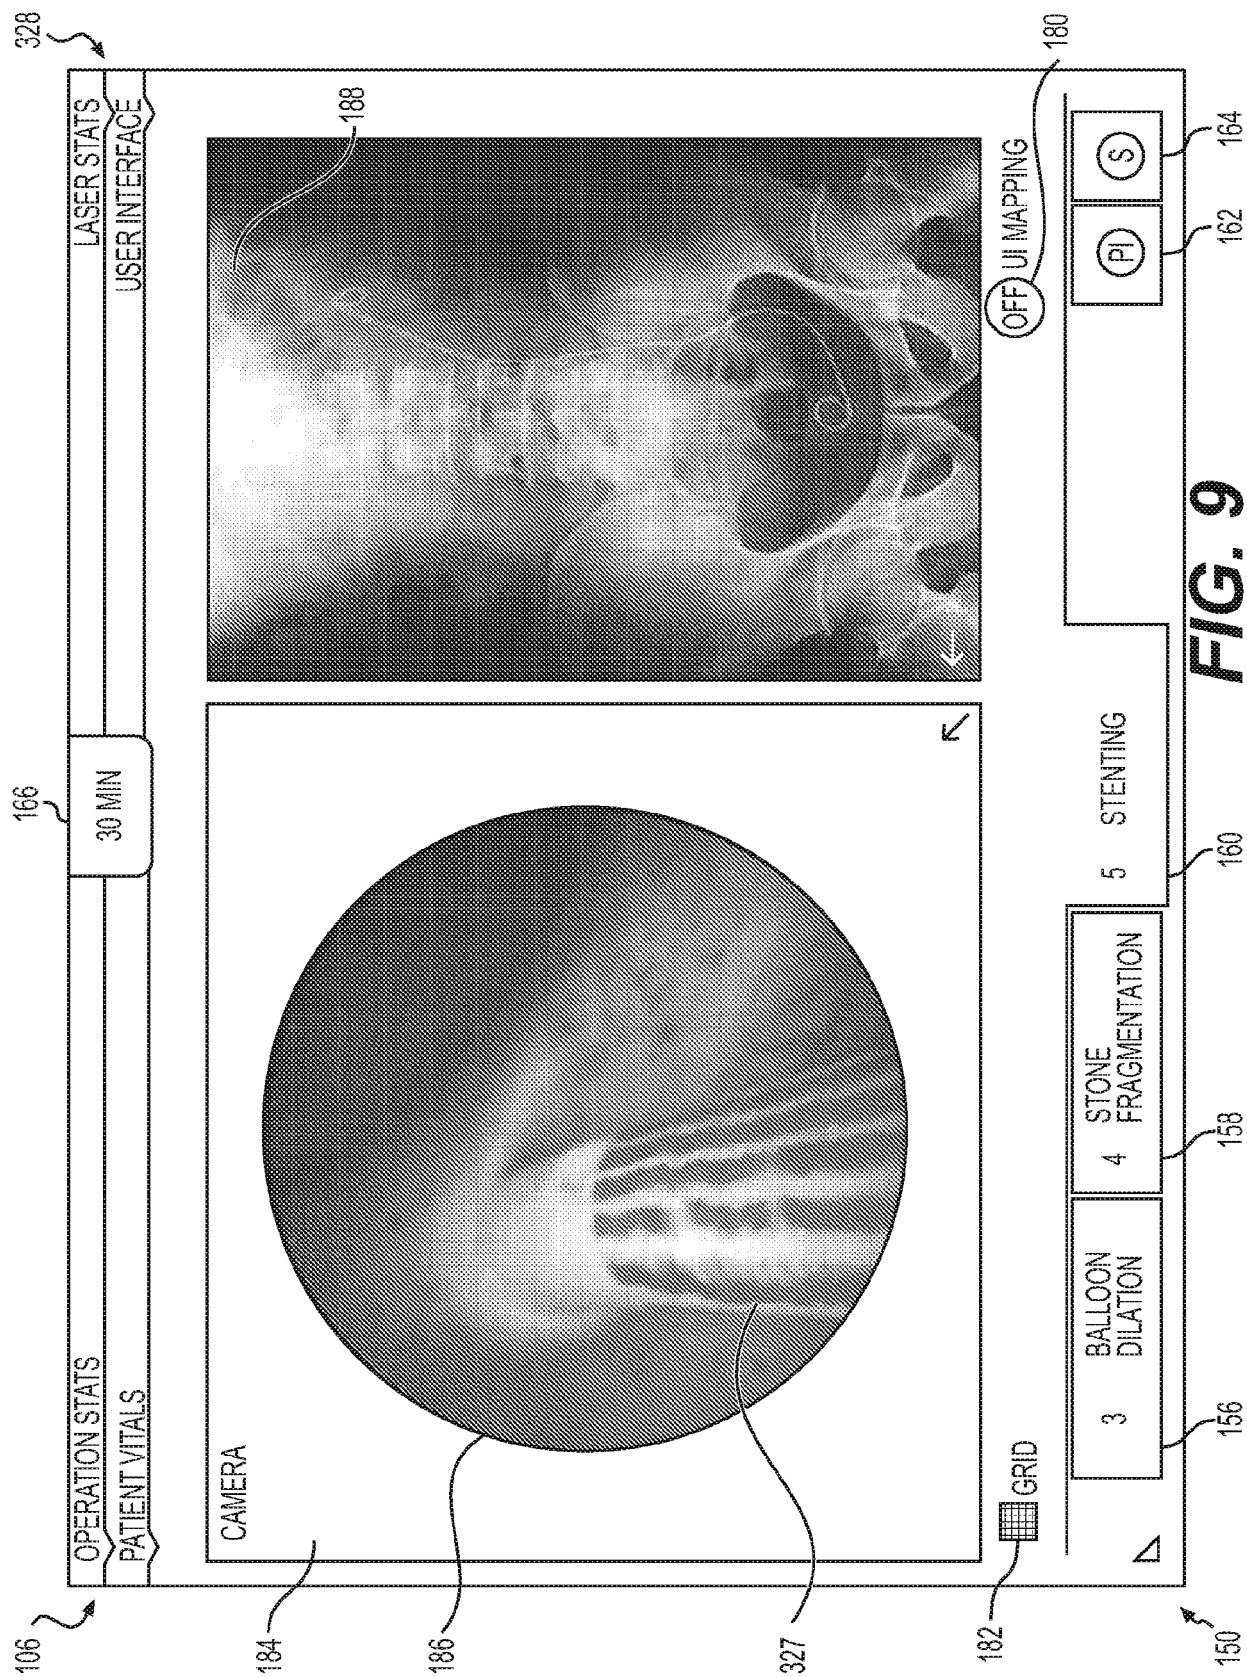 106
166
328
OPERATION STATS
30 MIN
LASER STATS
PATIENT VITALS
USER INTERFACE
CAMERA
184
186
188
327
182
GRID
OFF
UI MAPPING
180
3
BALLOON
DILATION
4
STONE
FRAGMENTATION
5
STENTING
PI
S
150
156
158
160
162
164
FIG. 9